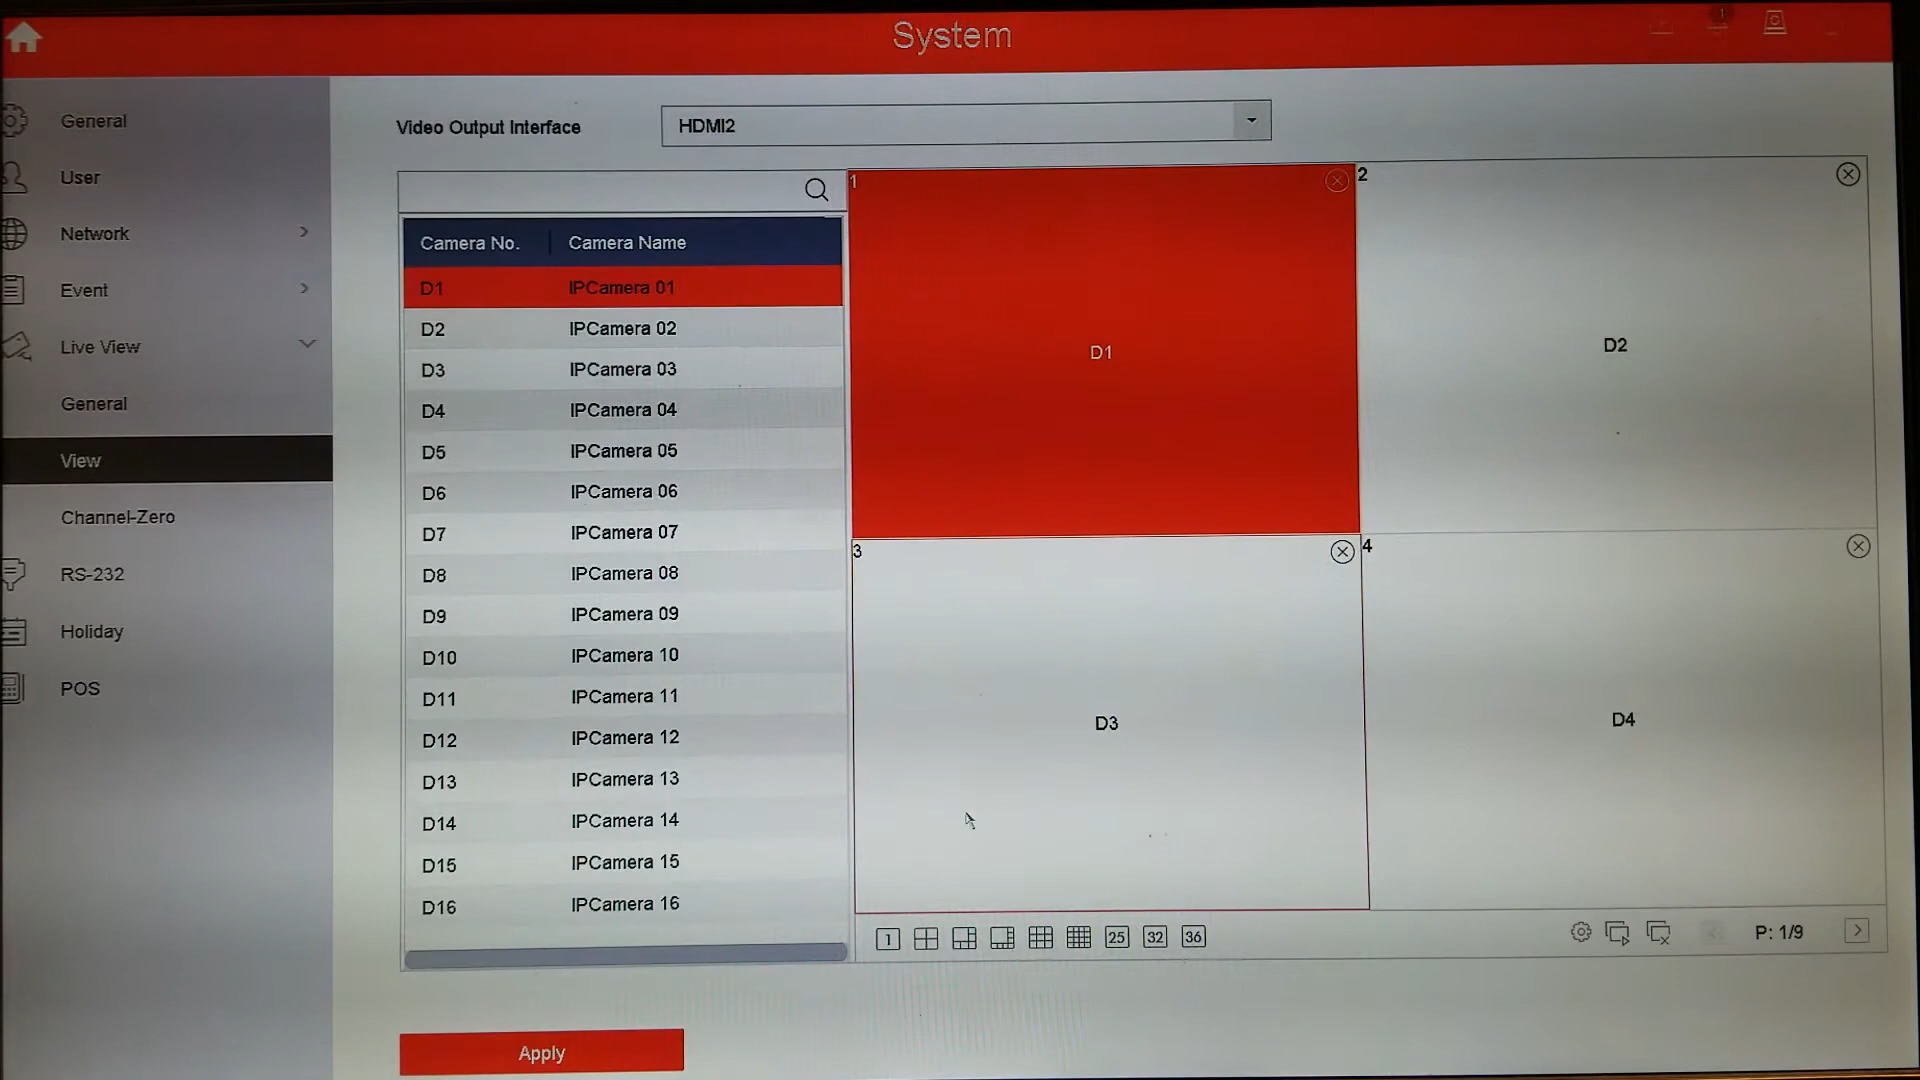 System
1
General
User
Network
Event
Live View
General
View
Channel-Zero
RS-232
Holiday
POS
Video Output Interface
HDMI2
Camera No. Camera Name
D1 IPCamera 01
D2 IPCamera 02
D3 IPCamera 03
D4 IPCamera 04
D5 IPCamera 05
D6 IPCamera 06
D7 IPCamera 07
D8 IPCamera 08
D9 IPCamera 09
D10 IPCamera 10
D11 IPCamera 11
D12 IPCamera 12
D13 IPCamera 13
D14 IPCamera 14
D15 IPCamera 15
D16 IPCamera 16
1
D1
2
D2
3
D3
4
D4
1 25 32 36
P: 1/9
Apply